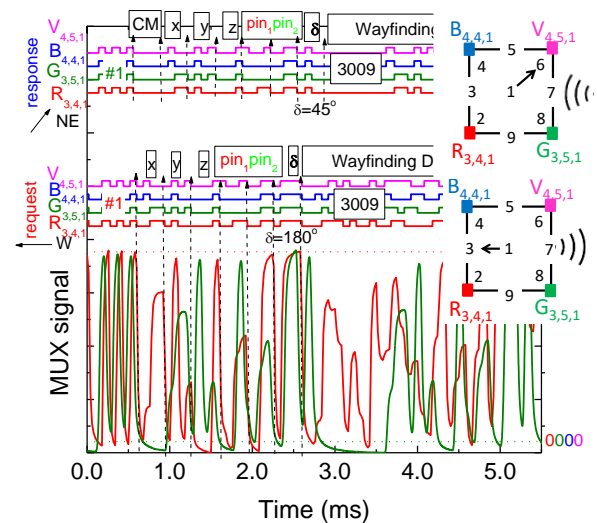 V4,5,1 CM x y z pin1 pin2 δ Wayfinding
B4,4,1
G3,5,1 #1 3009
R3,4,1
response
δ=45°
NE
x y z pin1 pin2 δ Wayfinding D
V4,5,1
B4,4,1
G3,5,1 #1 3009
R3,4,1
request
δ=180°
W
B4,4,1 V4,5,1
5
4 6
3 1 7
2 8
9
R3,4,1 G3,5,1
B4,4,1 V4,5,1
5
4 6
3 1 7
2 8
9
R3,4,1 G3,5,1
MUX signal
0000
0.0 1.0 2.0 3.0 4.0 5.0
Time (ms)